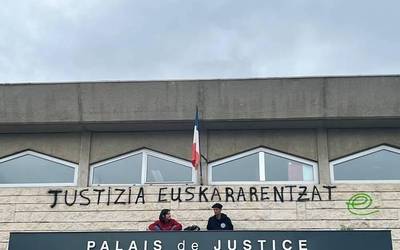 JUSTIZIA EUSKARARENTZAT
PALAIS de JUSTICE